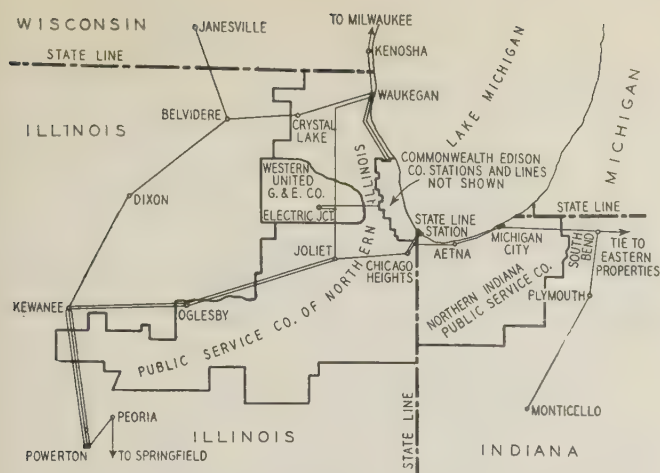 WISCONSIN
JANESVILLE
TO MILWAUKEE
KENOSHA
STATE LINE
WAUKEGAN
LAKE MICHIGAN
MICHIGAN
ILLINOIS
BELVIDERE
CRYSTAL
LAKE
WESTERN
UNITED
G.& E. CO.
ELECTRIC JCT.
COMMONWEALTH EDISON
CO. STATIONS AND LINES
NOT SHOWN
DIXON
STATE LINE
STATE LINE
STATION
MICHIGAN
CITY
SOUTH
BEND
TIE TO
EASTERN
PROPERTIES
JOLIET
CHICAGO
HEIGHTS
AETNA
KEWANEE
OGLESBY
PUBLIC SERVICE CO. OF NORTHERN ILLINOIS
NORTHERN INDIANA
PUBLIC SERVICE CO.
PLYMOUTH
PEORIA
MONTICELLO
POWERTON
TO SPRINGFIELD
ILLINOIS
STATE LINE
INDIANA